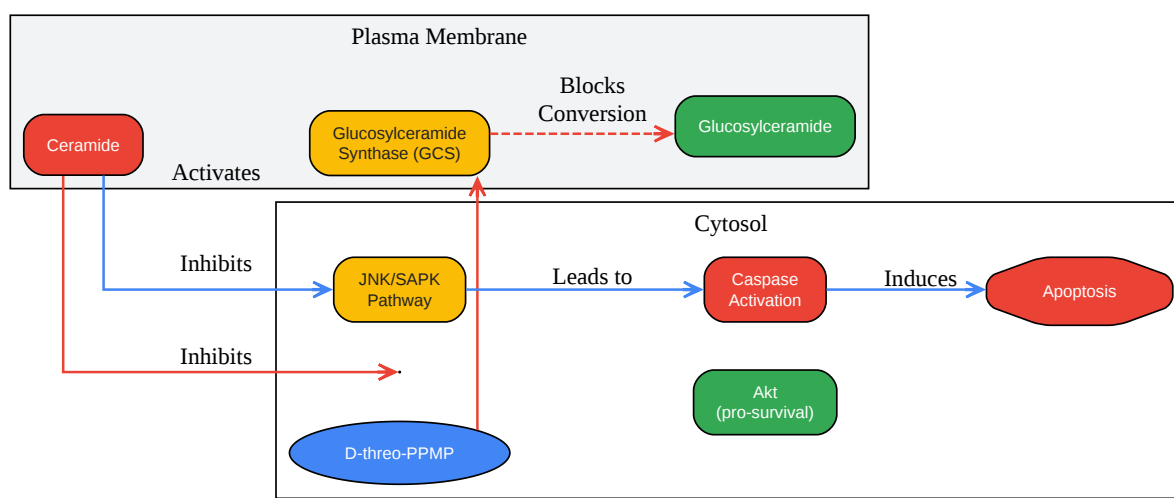 Plasma Membrane
Blocks
Conversion
Ceramide
Glucosylceramide
Synthase (GCS)
Glucosylceramide
Activates
Cytosol
Inhibits
JNK/SAPK
Pathway
Leads to
Caspase
Activation
Induces
Apoptosis
Inhibits
Akt
(pro-survival)
D-threo-PPMP